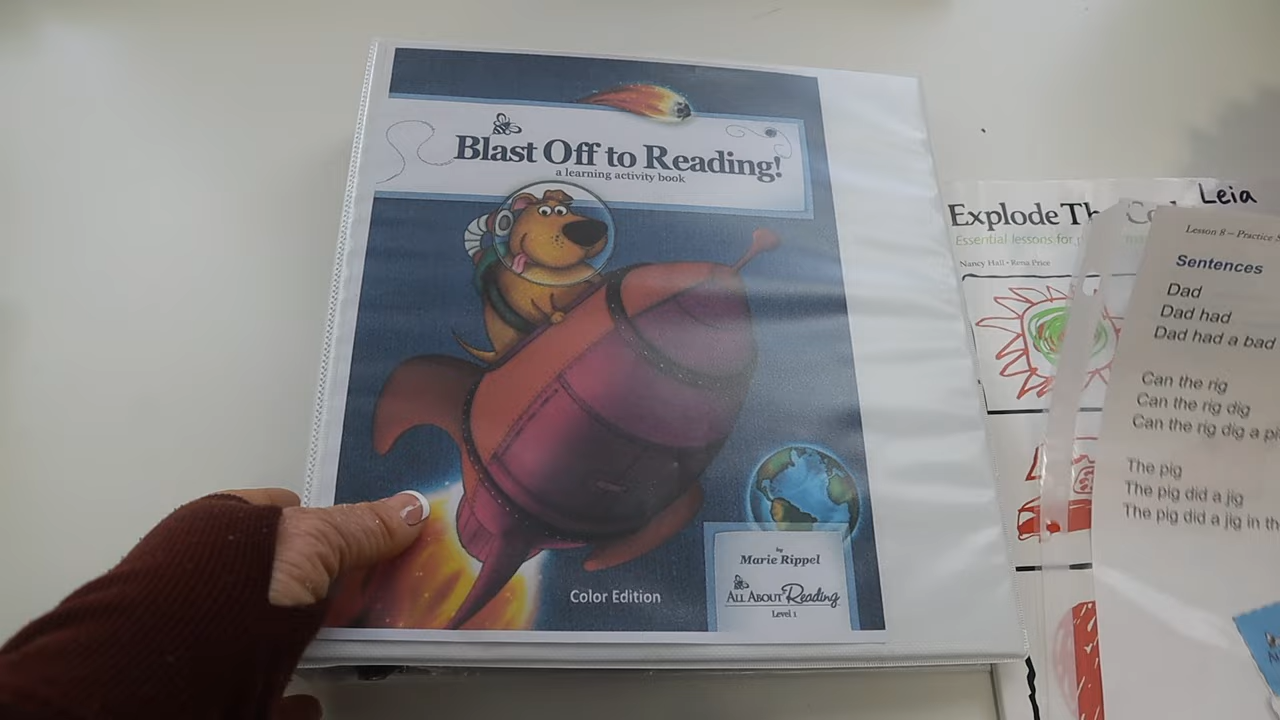 Blast Off to Reading!
a learning activity book
Color Edition
by
Marie Rippel
All About Reading
Level 1
Leia
Explode Th
Essential lessons for
Nancy Hall • Rena Price
Lesson 8 – Practice
Sentences
Dad
Dad had
Dad had a bad
Can the rig
Can the rig dig
Can the rig dig a
The pig
The pig did a jig
The pig did a jig in